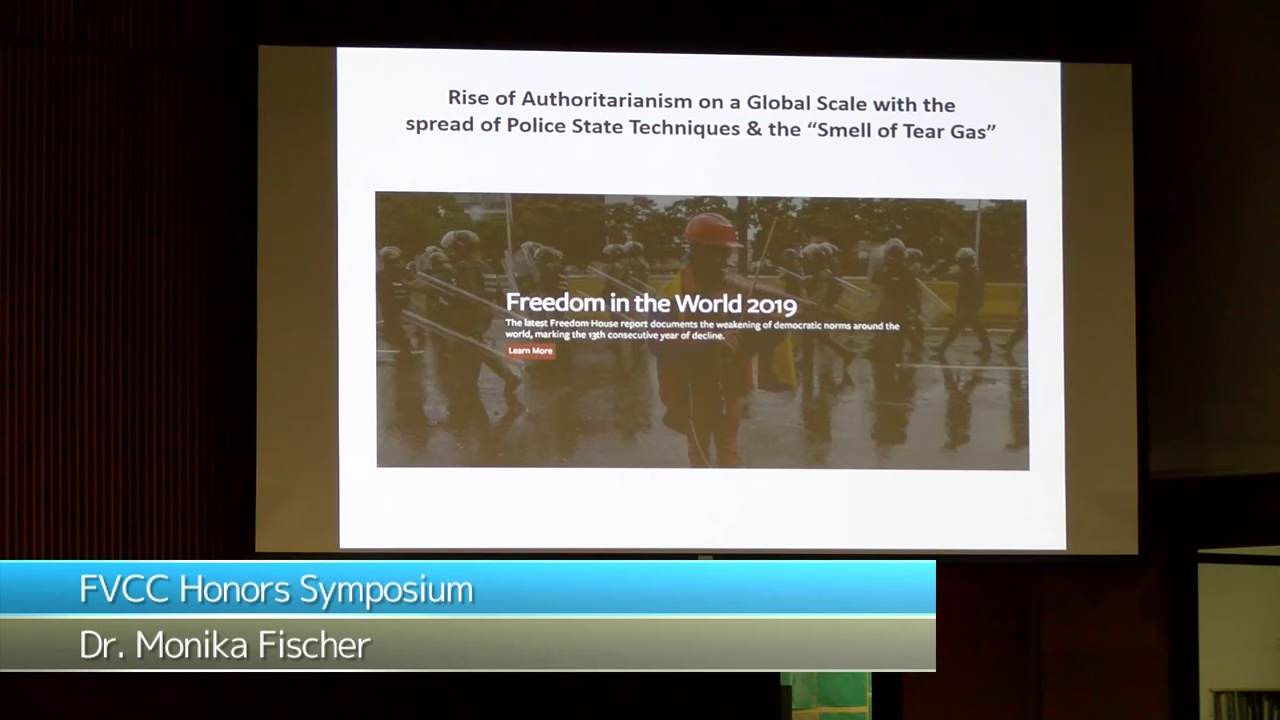 Rise of Authoritarianism on a Global Scale with the
spread of Police State Techniques & the “Smell of Tear Gas”
Freedom in the World 2019
The latest Freedom House report documents the weakening of democratic norms around the
world, marking the 13th consecutive year of decline.
Learn More
FVCC Honors Symposium
Dr. Monika Fischer